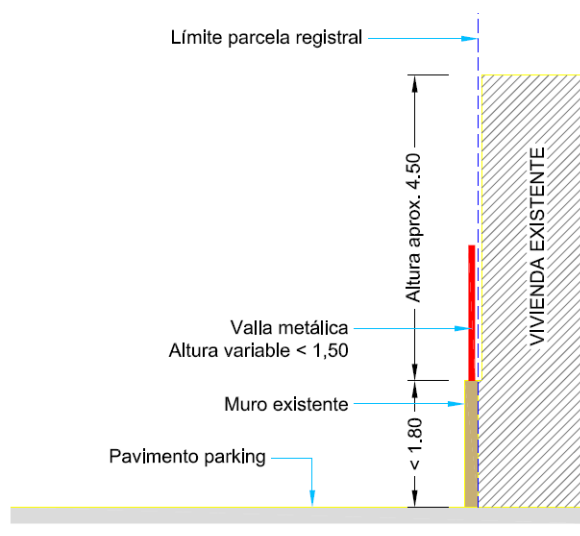 Límite parcela registral
Altura aprox. 4.50
VIVIENDA EXISTENTE
Valla metálica
Altura variable < 1,50
Muro existente
< 1.80
Pavimento parking